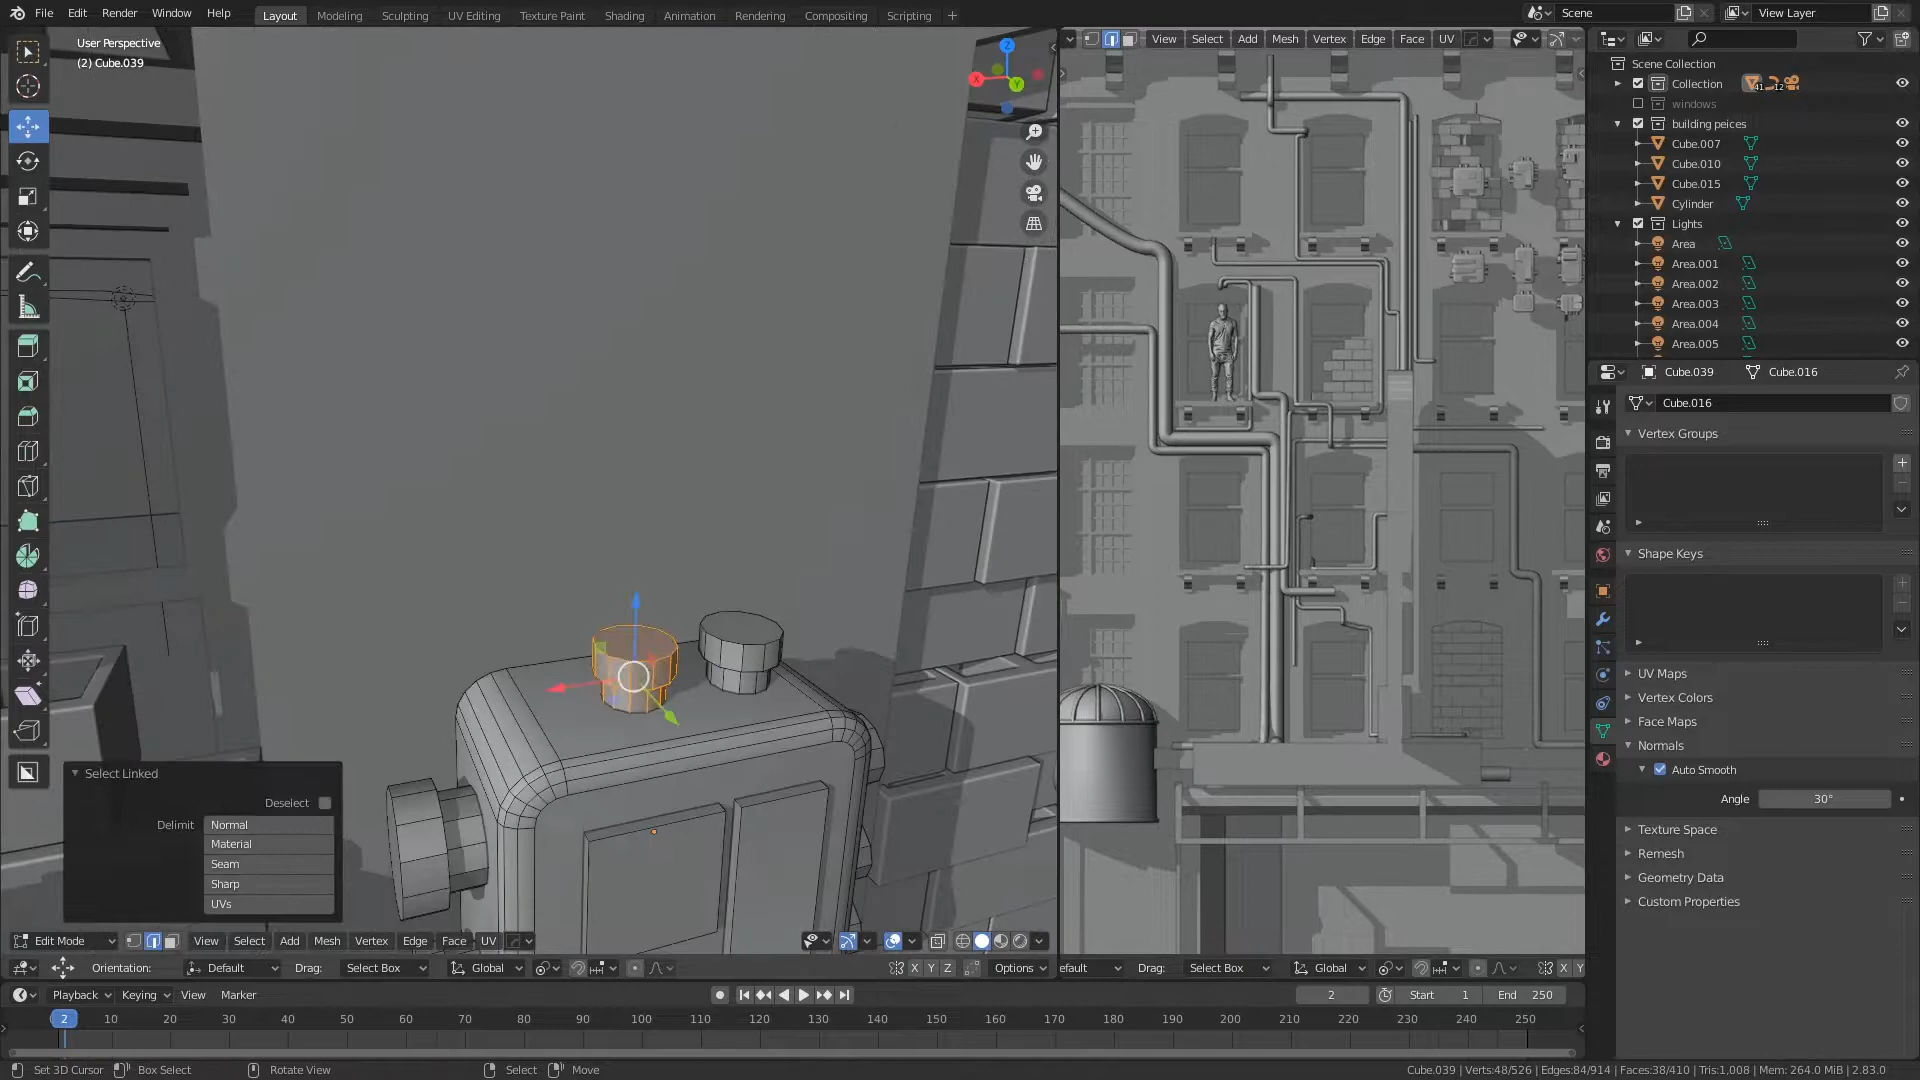 File Edit Render Window Help Layout Modeling Sculpting UV Editing Texture Paint Shading Animation Rendering Compositing Scripting + Scene View Layer
User Perspective
(2) Cube.039
X
Y
Z
View Select Add Mesh Vertex Edge Face UV
Scene Collection
Collection 41 12
windows
building peices
Cube.007
Cube.010
Cube.015
Cylinder
Lights
Area
Area.001
Area.002
Area.003
Area.004
Area.005
Cube.039 Cube.016
Cube.016
Vertex Groups
Shape Keys
UV Maps
Vertex Colors
Face Maps
Normals
Auto Smooth
Angle 30°
Texture Space
Remesh
Geometry Data
Custom Properties
Select Linked
Deselect
Delimit Normal
Material
Seam
Sharp
UVs
Edit Mode View Select Add Mesh Vertex Edge Face UV
Orientation: Default Drag: Select Box Global X Y Z Options
efault Drag: Select Box Global X Y
Playback Keying View Marker 2 Start 1 End 250
2 10 20 30 40 50 60 70 80 90 100 110 120 130 140 150 160 170 180 190 200 210 220 230 240 250
Set 3D Cursor Box Select Rotate View Select Move Cube.039 | Verts:48/526 | Edges:84/914 | Faces:38/410 | Tris:1,008 | Mem: 264.0 MiB | 2.83.0